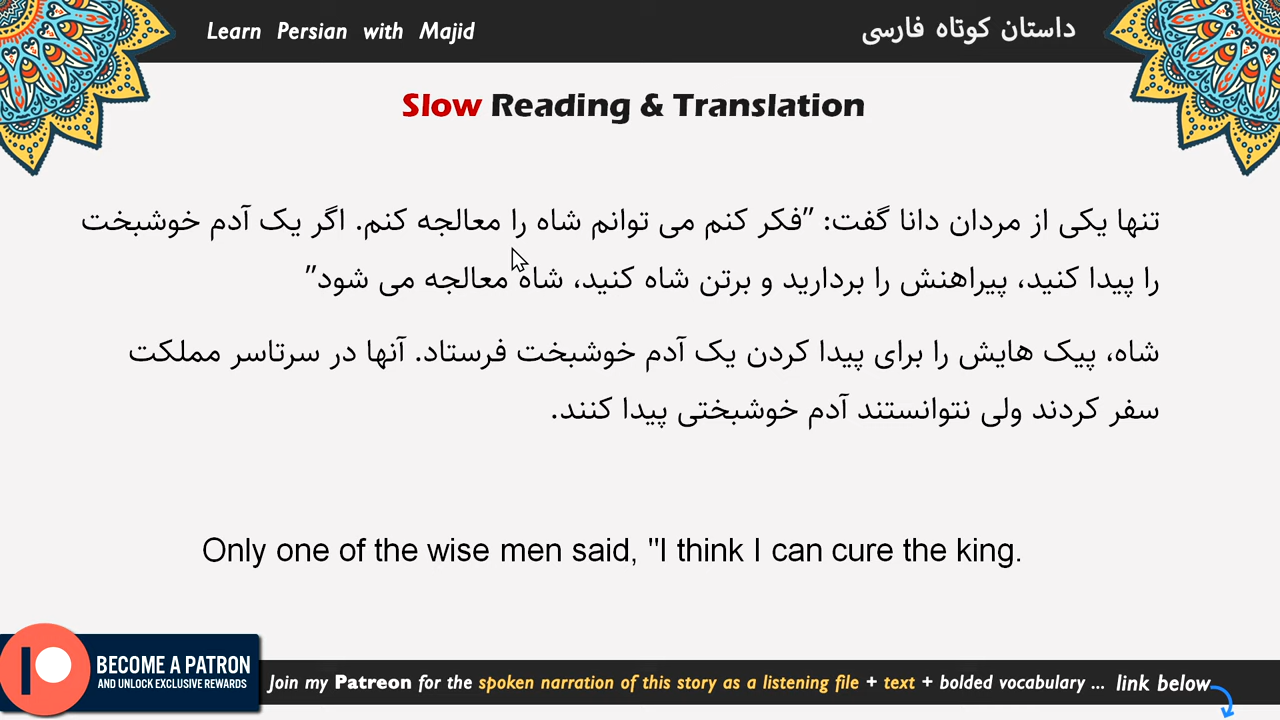 Learn Persian with Majid
داستان کوتاه فارسی
Slow Reading & Translation
تنها یکی از مردان دانا گفت: "فکر کنم می توانم شاه را معالجه کنم. اگر یک آدم خوشبخت
را پیدا کنید، پیراهنش را بردارید و برتن شاه کنید، شاه معالجه می شود"
شاه، پیک هایش را برای پیدا کردن یک آدم خوشبخت فرستاد. آنها در سرتاسر مملکت
سفر کردند ولی نتوانستند آدم خوشبختی پیدا کنند.
Only one of the wise men said, "I think I can cure the king.
BECOME A PATRON
AND UNLOCK EXCLUSIVE REWARDS
Join my Patreon for the spoken narration of this story as a listening file + text + bolded vocabulary ... link below